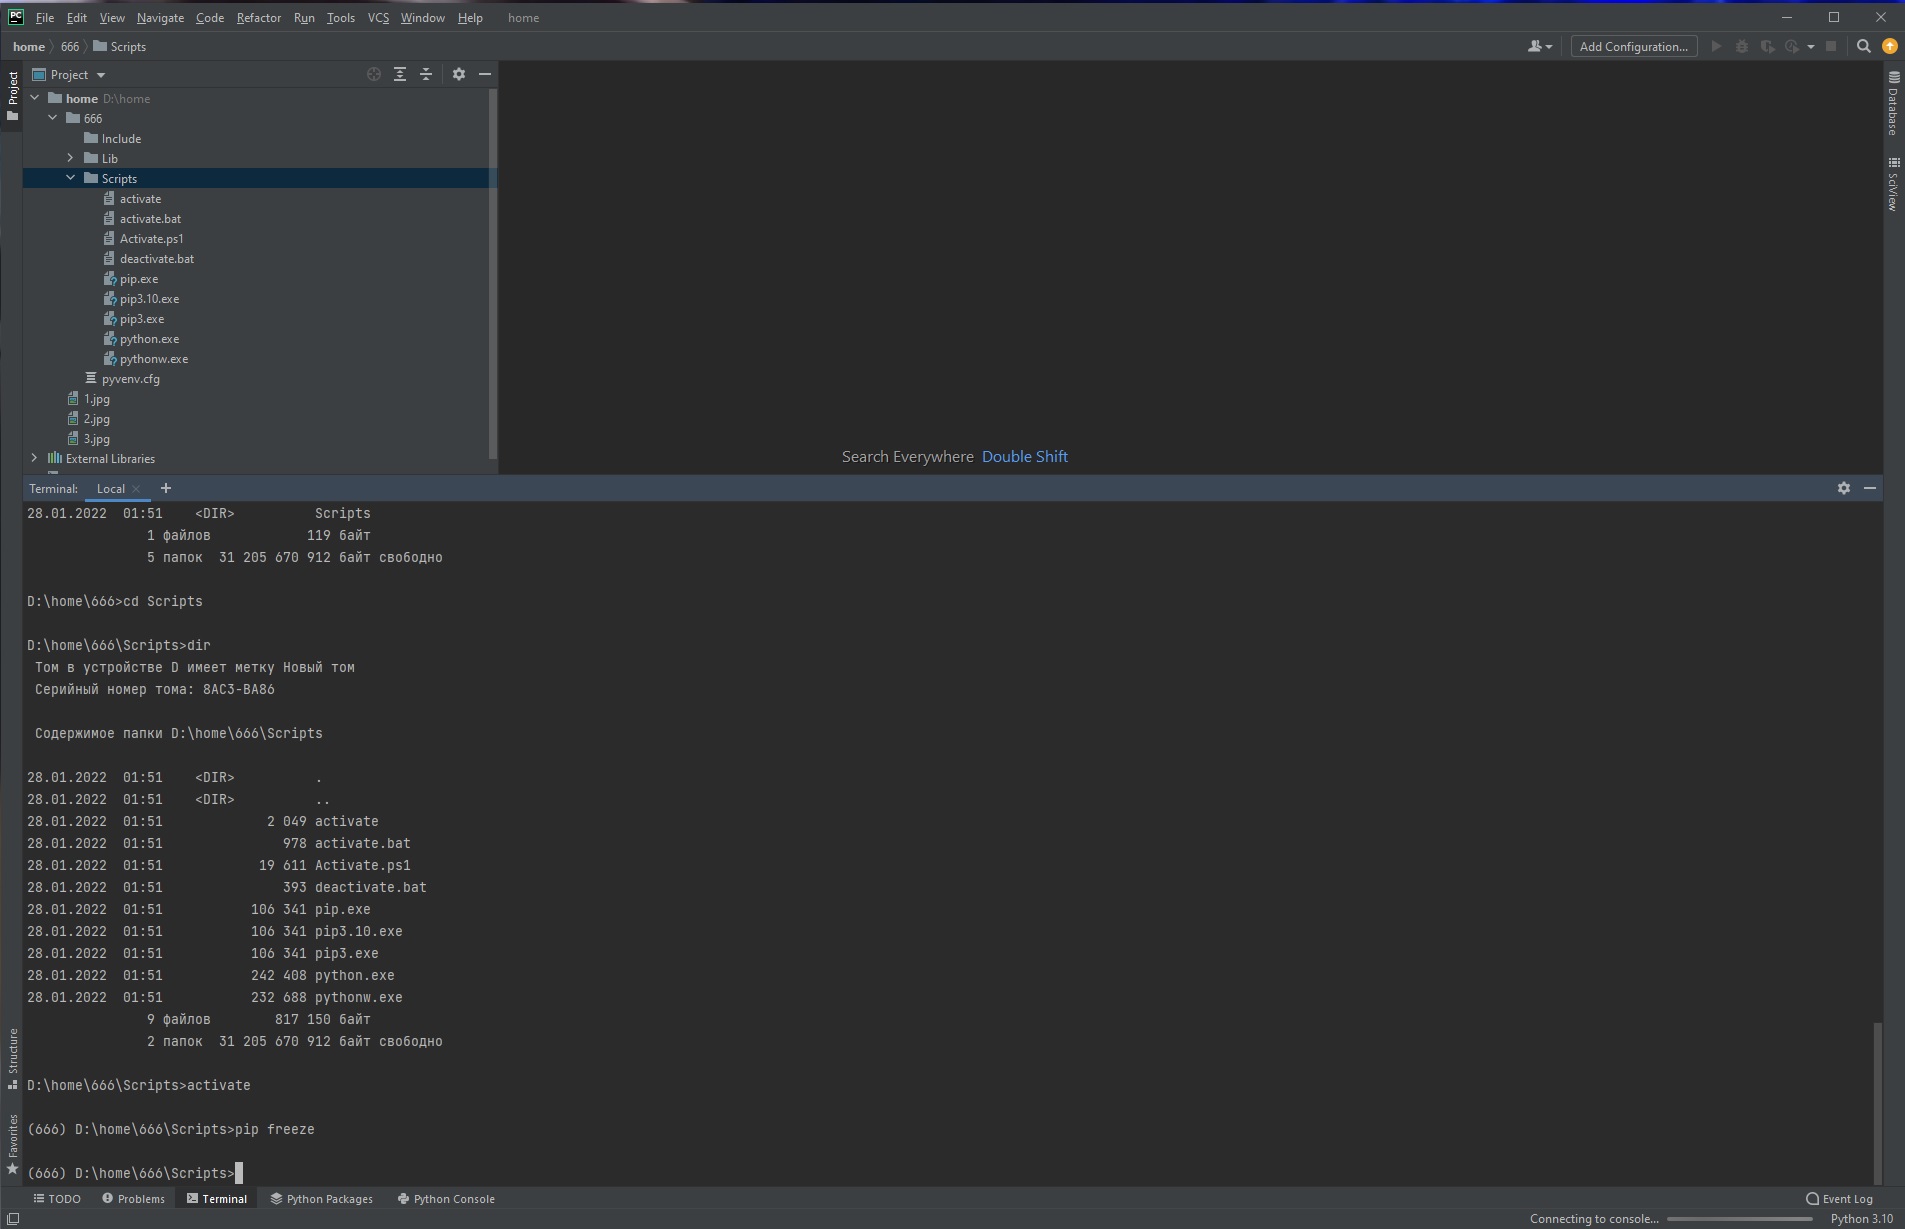 PC File Edit View Navigate Code Refactor Run Tools VCS Window Help home
home 666 Scripts Add Configuration...
Project
Project
home D:\home
666
Include
Lib
Scripts
activate
activate.bat
Activate.ps1
deactivate.bat
pip.exe
pip3.10.exe
pip3.exe
python.exe
pythonw.exe
pyvenv.cfg
1.jpg
2.jpg
3.jpg
External Libraries
Search Everywhere Double Shift
Database
SciView
Terminal: Local
28.01.2022 01:51 <DIR> Scripts
1 файлов 119 байт
5 папок 31 205 670 912 байт свободно
D:\home\666>cd Scripts
D:\home\666\Scripts>dir
Том в устройстве D имеет метку Новый том
Серийный номер тома: 8AC3-BA86
Содержимое папки D:\home\666\Scripts
28.01.2022 01:51 <DIR> .
28.01.2022 01:51 <DIR> ..
28.01.2022 01:51 2 049 activate
28.01.2022 01:51 978 activate.bat
28.01.2022 01:51 19 611 Activate.ps1
28.01.2022 01:51 393 deactivate.bat
28.01.2022 01:51 106 341 pip.exe
28.01.2022 01:51 106 341 pip3.10.exe
28.01.2022 01:51 106 341 pip3.exe
28.01.2022 01:51 242 408 python.exe
28.01.2022 01:51 232 688 pythonw.exe
9 файлов 817 150 байт
2 папок 31 205 670 912 байт свободно
D:\home\666\Scripts>activate
(666) D:\home\666\Scripts>pip freeze
(666) D:\home\666\Scripts>
Structure
Favorites
TODO Problems Terminal Python Packages Python Console Event Log
Connecting to console... Python 3.10